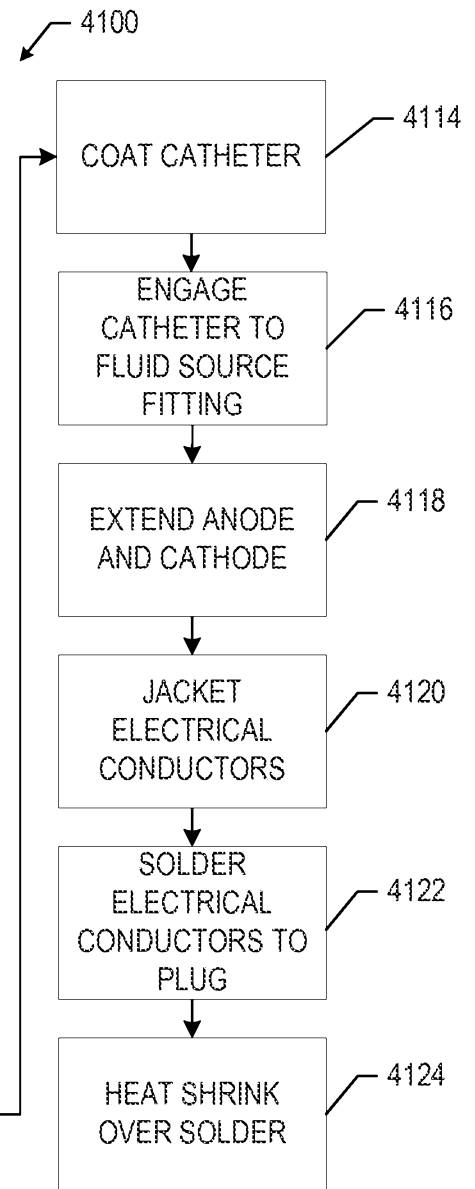 4100
COAT CATHETER
4114
ENGAGE
CATHETER TO
FLUID SOURCE
FITTING
4116
EXTEND ANODE
AND CATHODE
4118
JACKET
ELECTRICAL
CONDUCTORS
4120
SOLDER
ELECTRICAL
CONDUCTORS TO
PLUG
4122
HEAT SHRINK
OVER SOLDER
4124